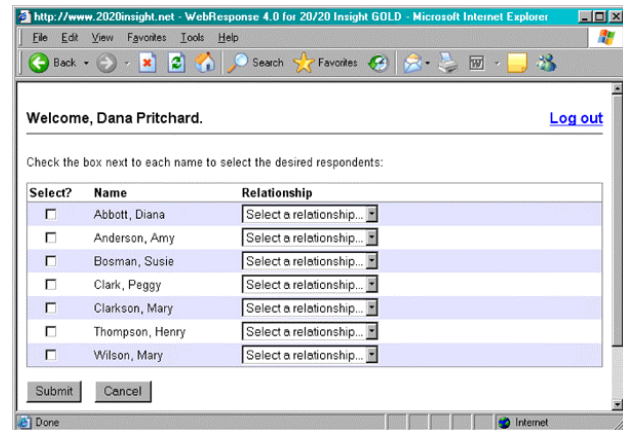 http://www.2020insight.net - WebResponse 4.0 for 20/20 Insight GOLD - Microsoft Internet Explorer
File Edit View Favorites Tools Help
Back Search Favorites W
Welcome, Dana Pritchard. Log out
Check the box next to each name to select the desired respondents:
Select? Name Relationship
Abbott, Diana Select a relationship...
Anderson, Amy Select a relationship...
Bosman, Susie Select a relationship...
Clark, Peggy Select a relationship...
Clarkson, Mary Select a relationship...
Thompson, Henry Select a relationship...
Wilson, Mary Select a relationship...
Submit Cancel
Done Internet